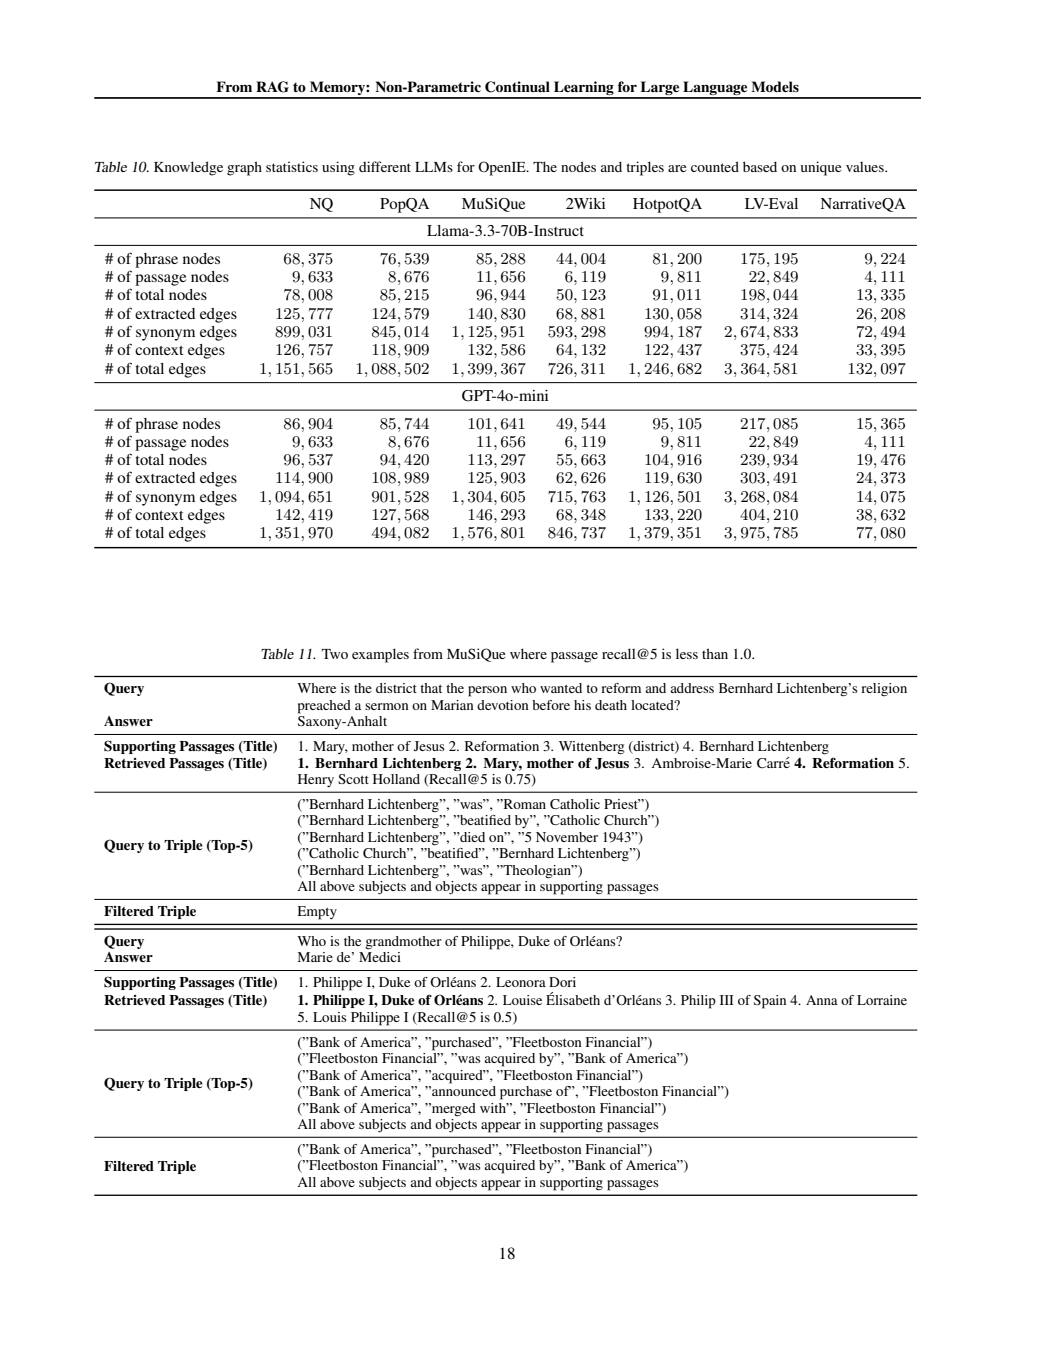 From RAG to Memory: Non-Parametric Continual Learning for Large Language Models
Table 10. Knowledge graph statistics using different LLMs for OpenIE. The nodes and triples are counted based on unique values.
NQ PopQA MuSiQue 2Wiki HotpotQA LV-Eval NarrativeQA
Llama-3.3-70B-Instruct
# of phrase nodes 68, 375 76, 539 85, 288 44, 004 81, 200 175, 195 9, 224
# of passage nodes 9, 633 8, 676 11, 656 6, 119 9, 811 22, 849 4, 111
# of total nodes 78, 008 85, 215 96, 944 50, 123 91, 011 198, 044 13, 335
# of extracted edges 125, 777 124, 579 140, 830 68, 881 130, 058 314, 324 26, 208
# of synonym edges 899, 031 845, 014 1, 125, 951 593, 298 994, 187 2, 674, 833 72, 494
# of context edges 126, 757 118, 909 132, 586 64, 132 122, 437 375, 424 33, 395
# of total edges 1, 151, 565 1, 088, 502 1, 399, 367 726, 311 1, 246, 682 3, 364, 581 132, 097
GPT-4o-mini
# of phrase nodes 86, 904 85, 744 101, 641 49, 544 95, 105 217, 085 15, 365
# of passage nodes 9, 633 8, 676 11, 656 6, 119 9, 811 22, 849 4, 111
# of total nodes 96, 537 94, 420 113, 297 55, 663 104, 916 239, 934 19, 476
# of extracted edges 114, 900 108, 989 125, 903 62, 626 119, 630 303, 491 24, 373
# of synonym edges 1, 094, 651 901, 528 1, 304, 605 715, 763 1, 126, 501 3, 268, 084 14, 075
# of context edges 142, 419 127, 568 146, 293 68, 348 133, 220 404, 210 38, 632
# of total edges 1, 351, 970 494, 082 1, 576, 801 846, 737 1, 379, 351 3, 975, 785 77, 080
Table 11. Two examples from MuSiQue where passage recall@5 is less than 1.0.
Query Where is the district that the person who wanted to reform and address Bernhard Lichtenberg's religion
preached a sermon on Marian devotion before his death located?
Answer Saxony-Anhalt
Supporting Passages (Title) 1. Mary, mother of Jesus 2. Reformation 3. Wittenberg (district) 4. Bernhard Lichtenberg
Retrieved Passages (Title) 1. Bernhard Lichtenberg 2. Mary, mother of Jesus 3. Ambroise-Marie Carré 4. Reformation 5.
Henry Scott Holland (Recall@5 is 0.75)
(”Bernhard Lichtenberg”, ”was”, ”Roman Catholic Priest”)
(”Bernhard Lichtenberg”, ”beatified by”, ”Catholic Church”)
(”Bernhard Lichtenberg”, ”died on”, ”5 November 1943”)
Query to Triple (Top-5) (”Catholic Church”, ”beatified”, ”Bernhard Lichtenberg”)
(”Bernhard Lichtenberg”, ”was”, ”Theologian”)
All above subjects and objects appear in supporting passages
Filtered Triple Empty
Query Who is the grandmother of Philippe, Duke of Orléans?
Answer Marie de' Medici
Supporting Passages (Title) 1. Philippe I, Duke of Orléans 2. Leonora Dori
Retrieved Passages (Title) 1. Philippe I, Duke of Orléans 2. Louise Élisabeth d'Orléans 3. Philip III of Spain 4. Anna of Lorraine
5. Louis Philippe I (Recall@5 is 0.5)
(”Bank of America”, ”purchased”, ”Fleetboston Financial”)
(”Fleetboston Financial”, ”was acquired by”, ”Bank of America”)
(”Bank of America”, ”acquired”, ”Fleetboston Financial”)
Query to Triple (Top-5) (”Bank of America”, ”announced purchase of”, ”Fleetboston Financial”)
(”Bank of America”, ”merged with”, ”Fleetboston Financial”)
All above subjects and objects appear in supporting passages
(”Bank of America”, ”purchased”, ”Fleetboston Financial”)
Filtered Triple (”Fleetboston Financial”, ”was acquired by”, ”Bank of America”)
All above subjects and objects appear in supporting passages
18